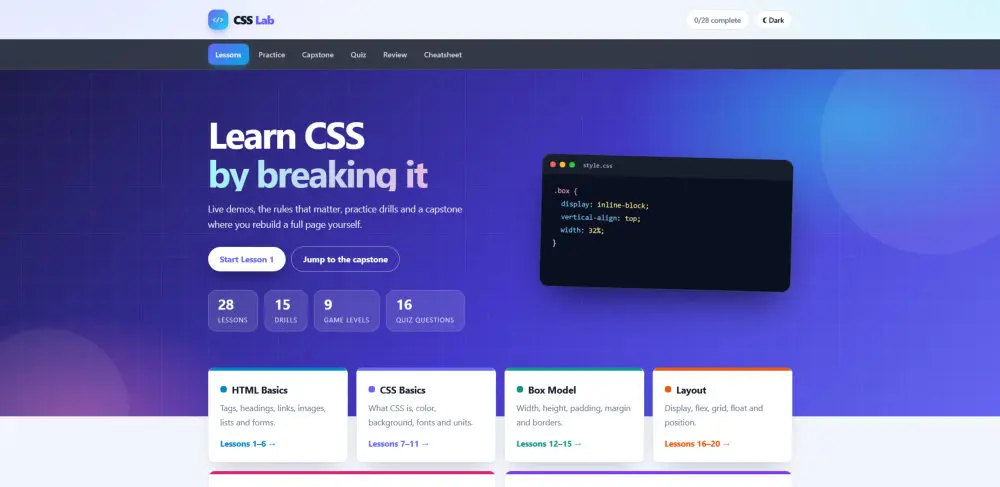 </> CSS Lab
0/28 complete
☾ Dark
Lessons
Practice
Capstone
Quiz
Review
Cheatsheet
Learn CSS
by breaking it
Live demos, the rules that matter, practice drills and a capstone
where you rebuild a full page yourself.
Start Lesson 1
Jump to the capstone
28
LESSONS
15
DRILLS
9
GAME LEVELS
16
QUIZ QUESTIONS
style.css
.box {
display: inline-block;
vertical-align: top;
width: 32%;
}
HTML Basics
Tags, headings, links, images,
lists and forms.
Lessons 1–6 →
CSS Basics
What CSS is, color,
background, fonts and units.
Lessons 7–11 →
Box Model
Width, height, padding, margin
and borders.
Lessons 12–15 →
Layout
Display, flex, grid, float and
position.
Lessons 16–20 →